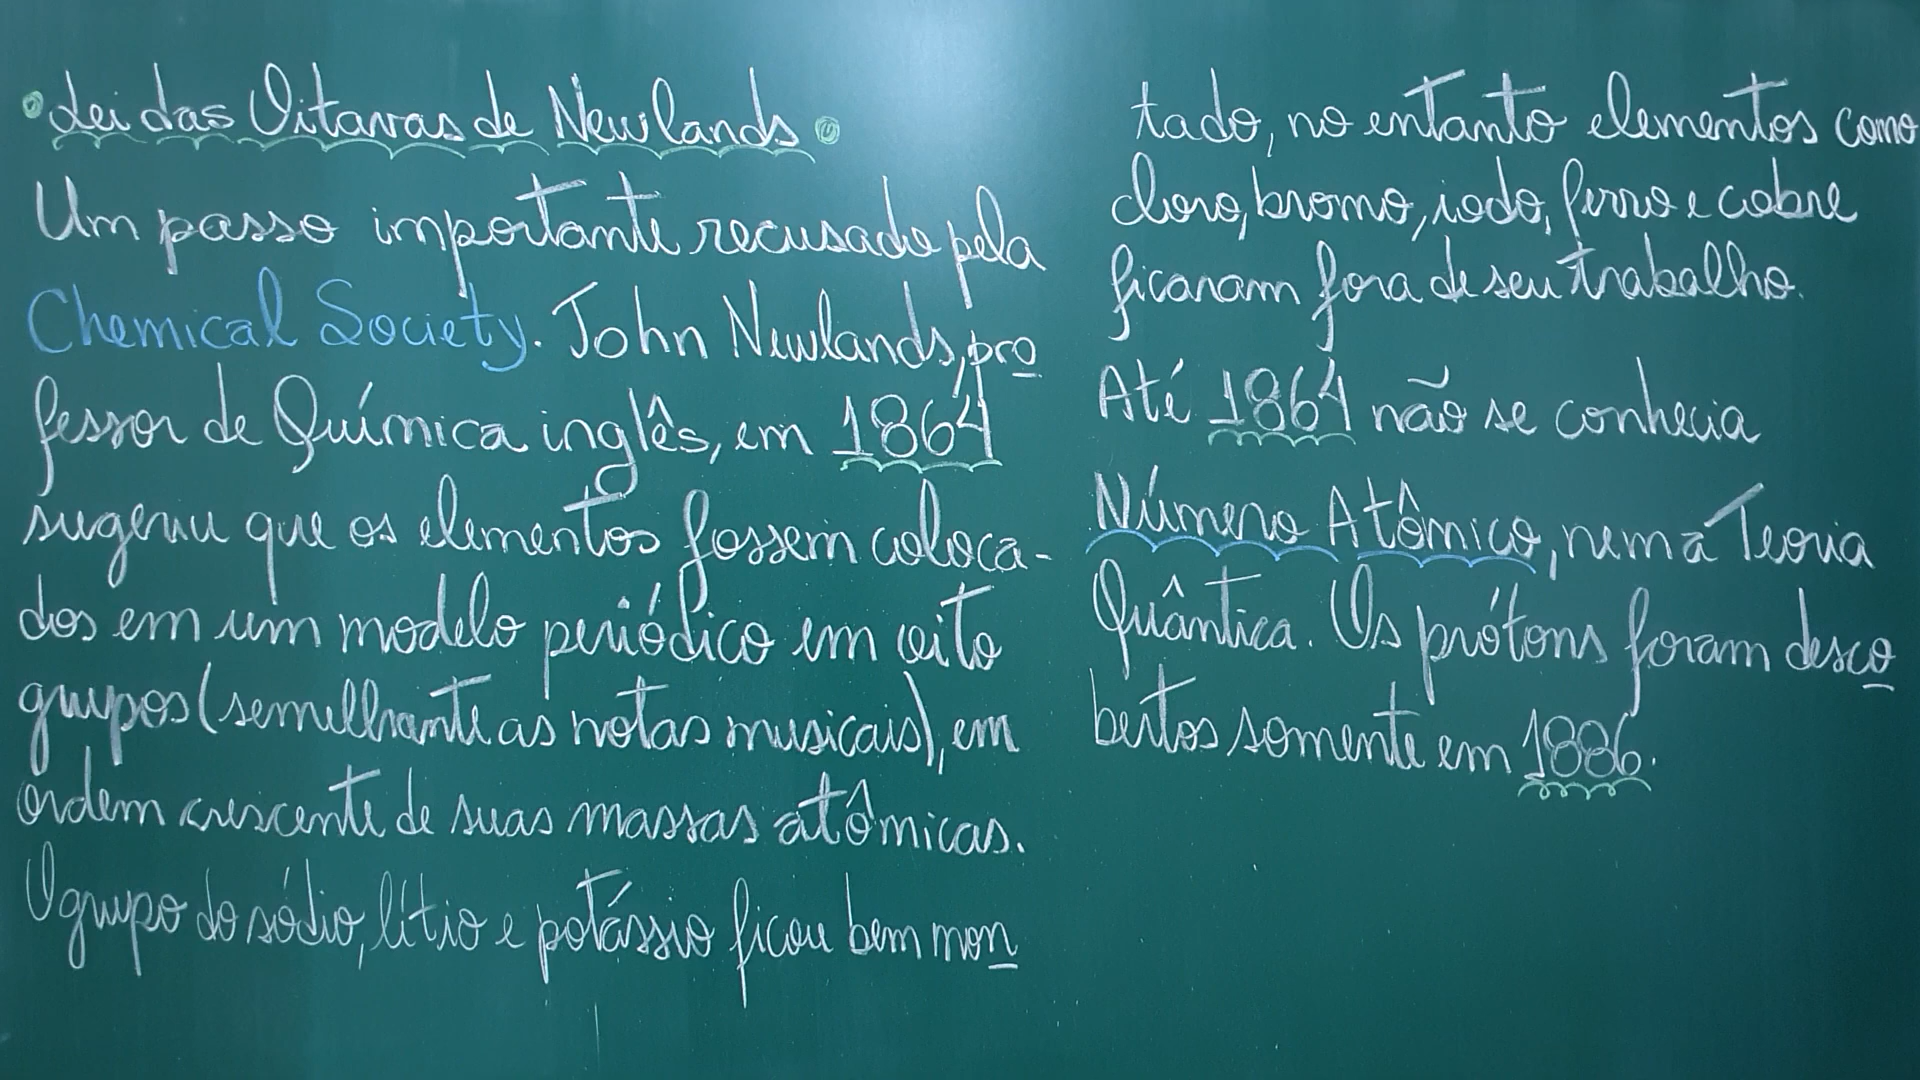 Lei das Oitavas de Newlands
Um passo importante recusado pela
Chemical Society. John Newlands, pro
fessor de Química inglês, em 1864
sugeriu que os elementos fossem coloca-
dos em um modelo periódico em oito
grupos (semelhante as notas musicais), em
ordem crescente de suas massas atômicas.
O grupo do sódio, lítio e potássio ficou bem mon
tado, no entanto elementos como
cloro, bromo, iodo, ferro e cobre
ficaram fora de seu trabalho.
Até 1864 não se conhecia
Número Atômico, nem a Teoria
Quântica. Os prótons foram desco
bertos somente em 1886.